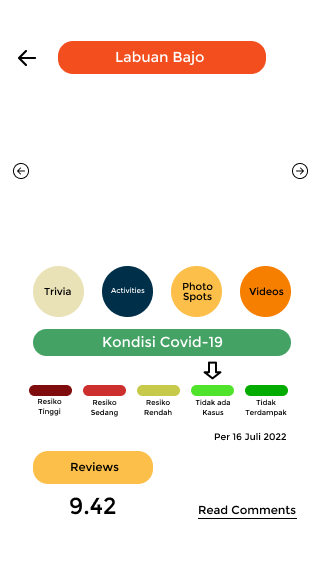 Labuan Bajo
Trivia
Activities
Photo
Spots
Videos
Kondisi Covid-19
Resiko
Tinggi
Resiko
Sedang
Resiko
Rendah
Tidak ada
Kasus
Tidak
Terdampak
Per 16 Juli 2022
Reviews
9.42
Read Comments